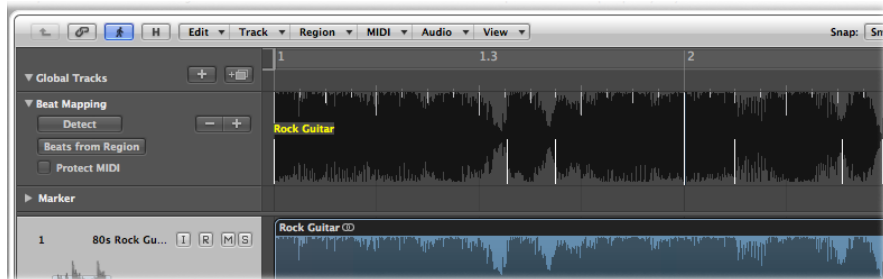 H Edit Track Region MIDI Audio View Snap: Sn
1 1.3 2
Global Tracks
Beat Mapping
Detect
Rock Guitar
Beats from Region
Protect MIDI
Marker
Rock Guitar
1 80s Rock Gu... I R M S